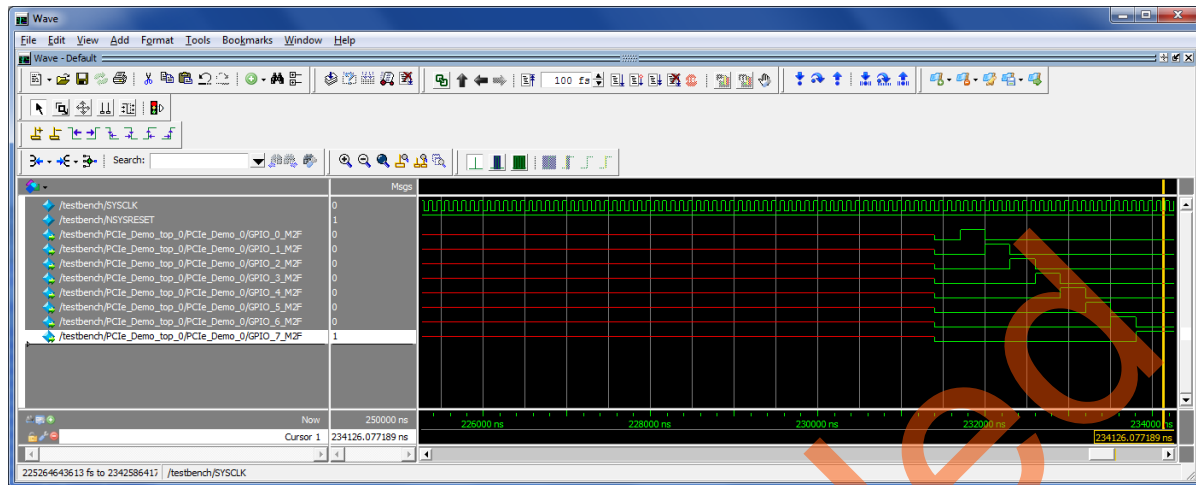 Wave
File Edit View Add Format Tools Bookmarks Window Help
Wave - Default
100 fs
Search:
Msgs
/testbench/SYSCLK 0
/testbench/NSYSRESET 1
/testbench/PCIe_Demo_top_0/PCIe_Demo_0/GPIO_0_M2F 0
/testbench/PCIe_Demo_top_0/PCIe_Demo_0/GPIO_1_M2F 0
/testbench/PCIe_Demo_top_0/PCIe_Demo_0/GPIO_2_M2F 0
/testbench/PCIe_Demo_top_0/PCIe_Demo_0/GPIO_3_M2F 0
/testbench/PCIe_Demo_top_0/PCIe_Demo_0/GPIO_4_M2F 0
/testbench/PCIe_Demo_top_0/PCIe_Demo_0/GPIO_5_M2F 0
/testbench/PCIe_Demo_top_0/PCIe_Demo_0/GPIO_6_M2F 0
/testbench/PCIe_Demo_top_0/PCIe_Demo_0/GPIO_7_M2F 1
Now 250000 ns 226000 ns 228000 ns 230000 ns 232000 ns 234000 ns
Cursor 1 234126.077189 ns 234126.077189 ns
225264643613 fs to 2342586417 /testbench/SYSCLK